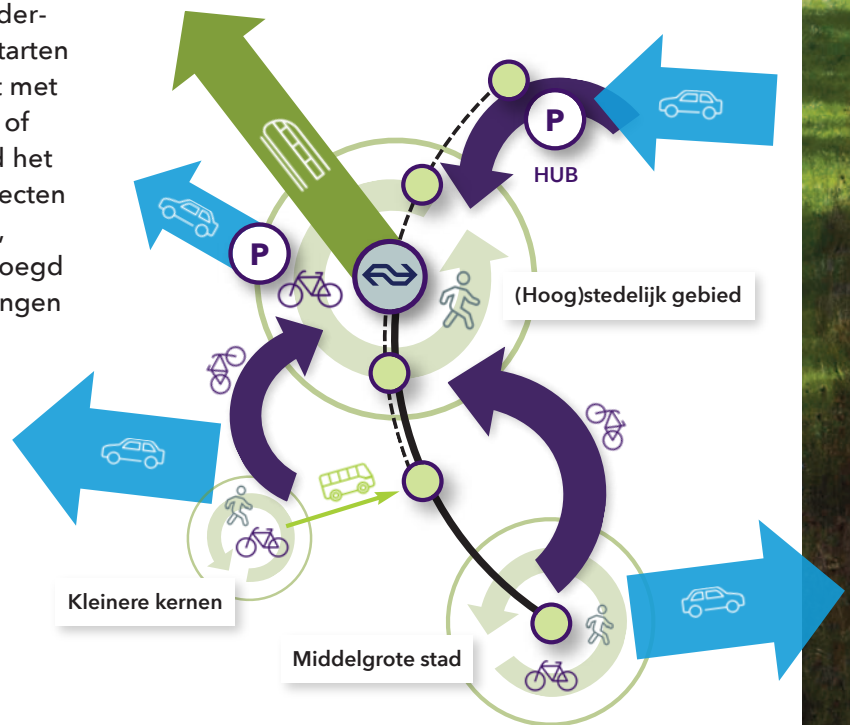 der-
tarten
t met
of
d het
ecten
,
oegd
ngen
P
HUB
P
(Hoog)stedelijk gebied
Kleinere kernen
Middelgrote stad